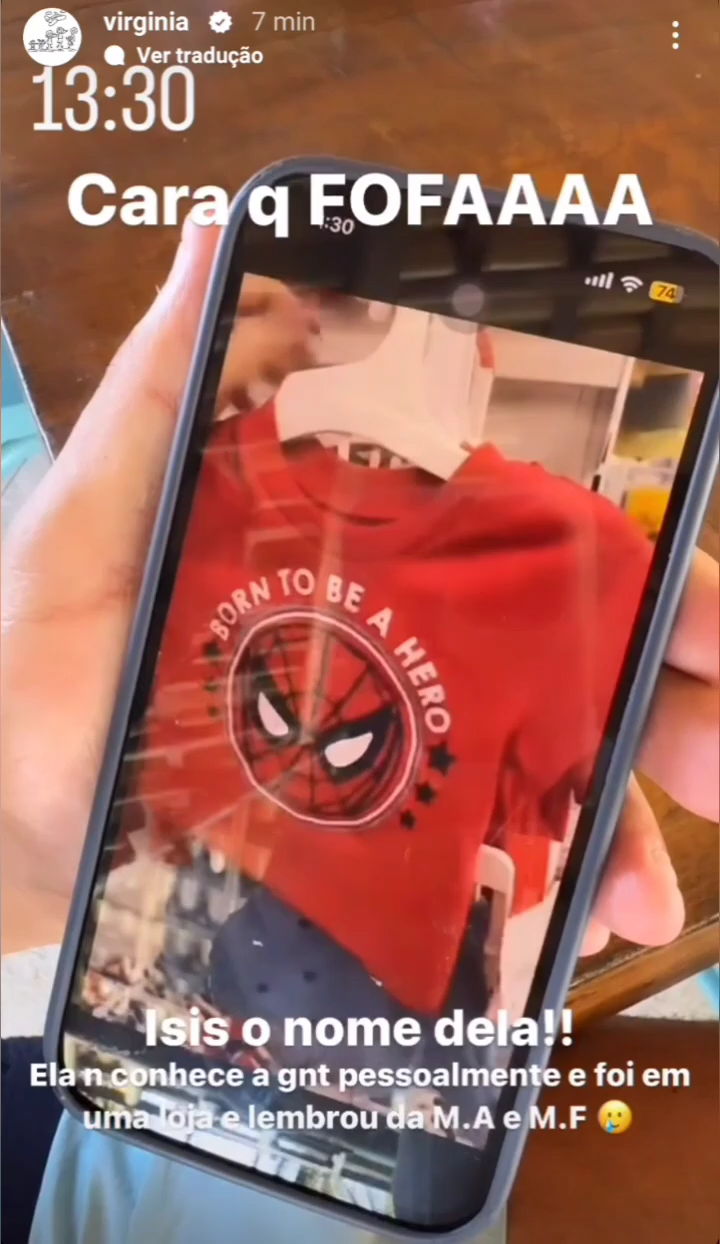 virginia 7 min
Ver tradução
13:30
Cara q FOFAAAA
:30
74
BORN TO BE A HERO
Isis o nome dela!!
Ela n conhece a gnt pessoalmente e foi em
uma loja e lembrou da M.A e M.F 🥲